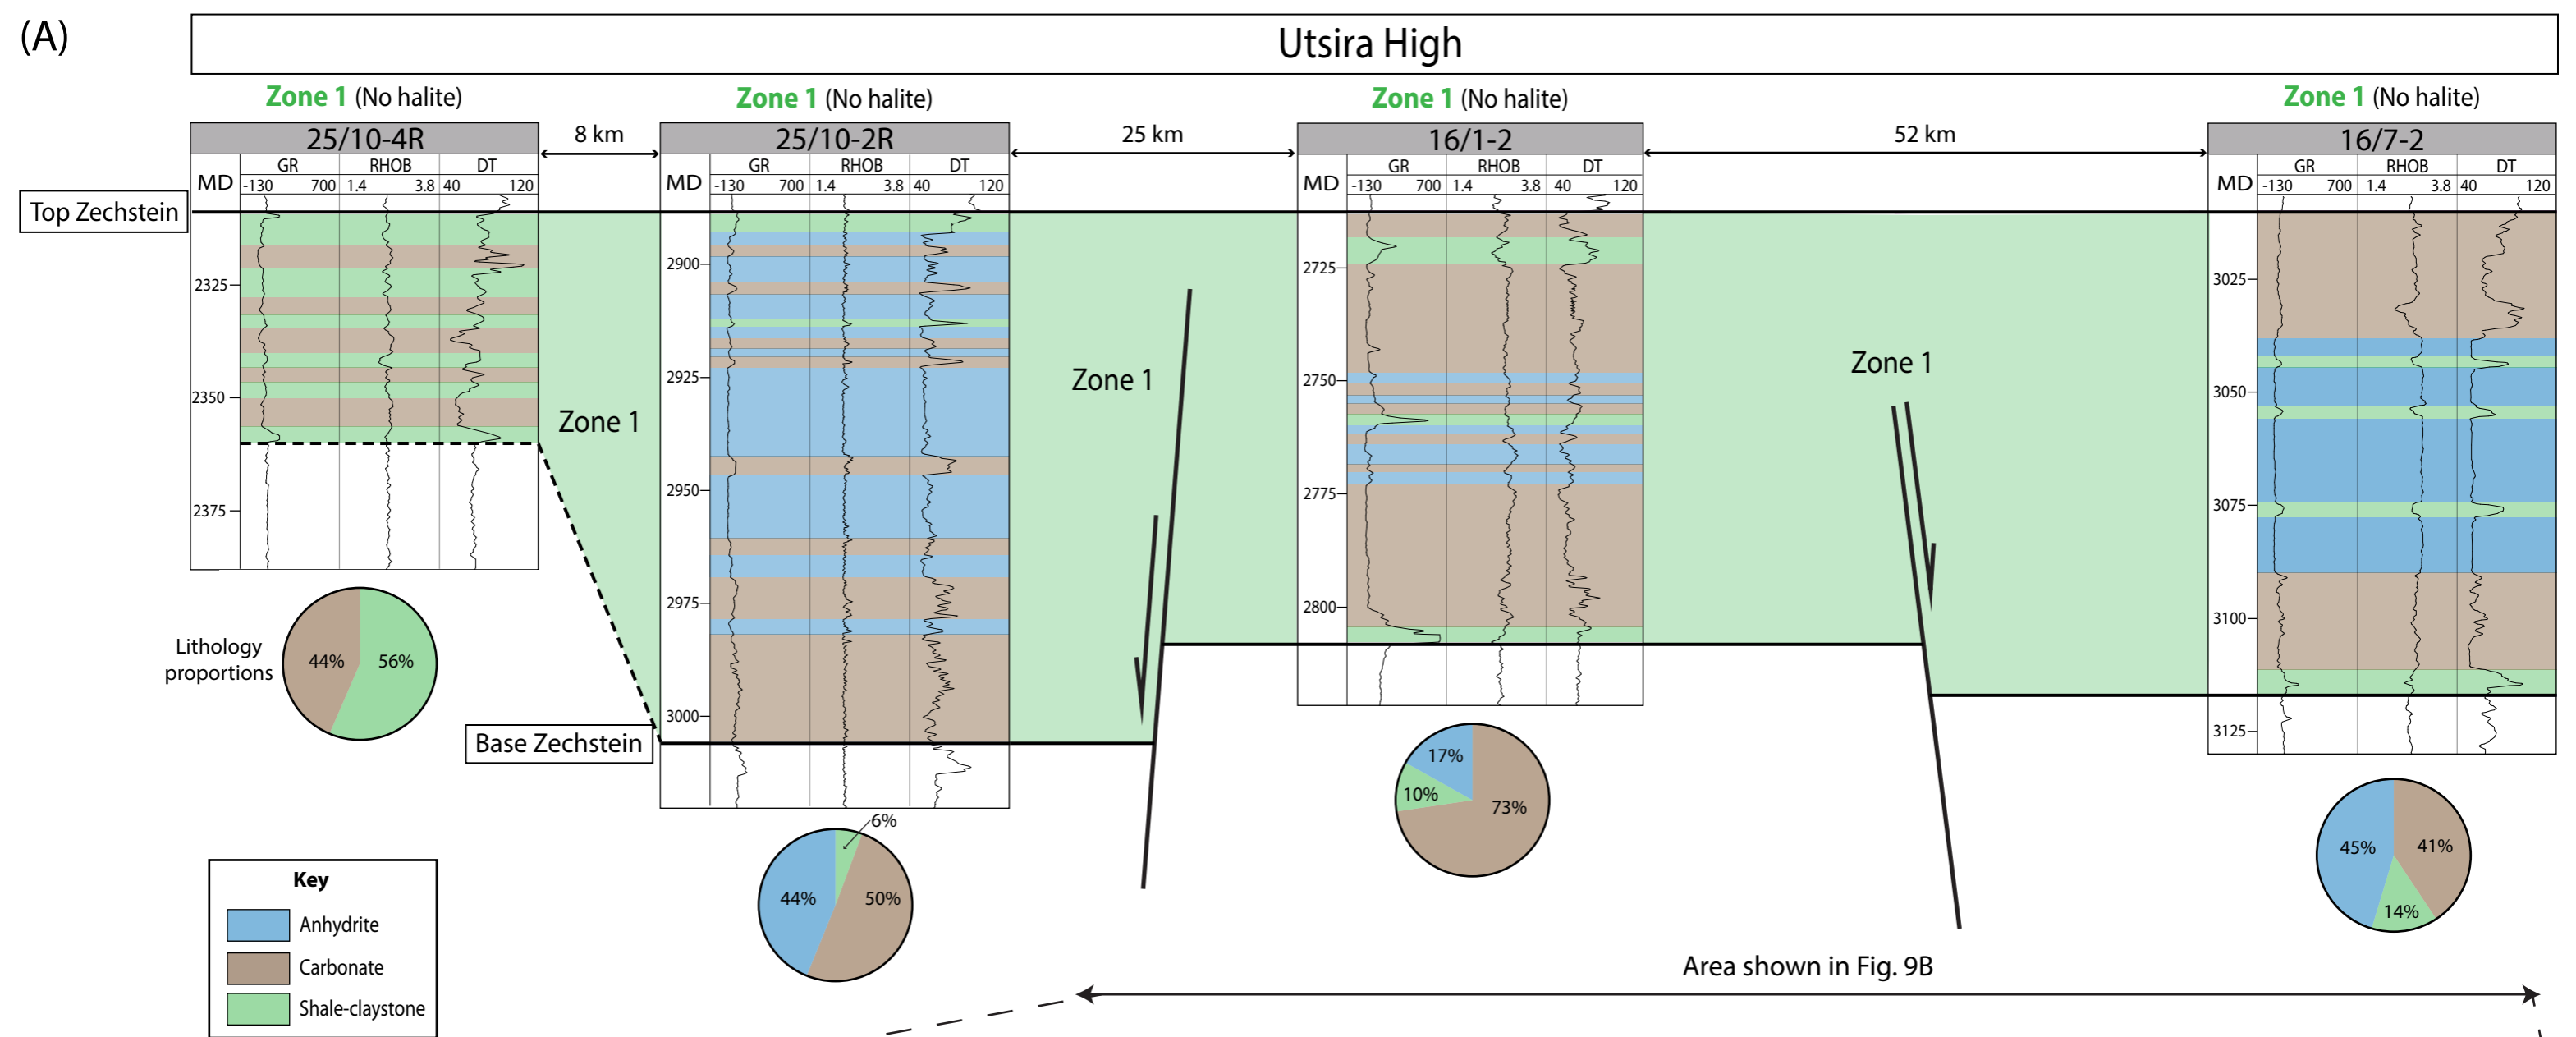 (A)
Utsira High
Zone 1 (No halite)
Zone 1 (No halite)
Zone 1 (No halite)
Zone 1 (No halite)
25/10-4R
8 km
25/10-2R
25 km
16/1-2
52 km
16/7-2
MD
GR
RHOB
DT
-130 700 1.4 3.8 40 120
MD
GR
RHOB
DT
-130 700 1.4 3.8 40 120
MD
GR
RHOB
DT
-130 700 1.4 3.8 40 120
MD
GR
RHOB
DT
-130 700 1.4 3.8 40 120
Top Zechstein
2325
2350
2375
Zone 1
2900
2925
2950
2975
3000
Zone 1
2725
2750
2775
2800
Zone 1
3025
3050
3075
3100
3125
Base Zechstein
Lithology
proportions
44%
56%
6%
44%
50%
17%
10%
73%
45%
41%
14%
Key
Anhydrite
Carbonate
Shale-claystone
Area shown in Fig. 9B